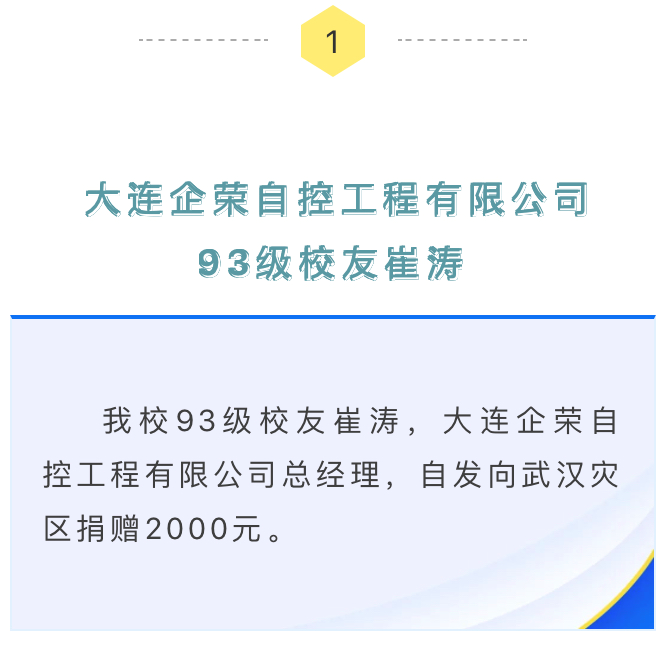 1
大连企荣自控工程有限公司
93级校友崔涛
我校93级校友崔涛，大连企荣自
控工程有限公司总经理，自发向武汉灾
区捐赠2000元。